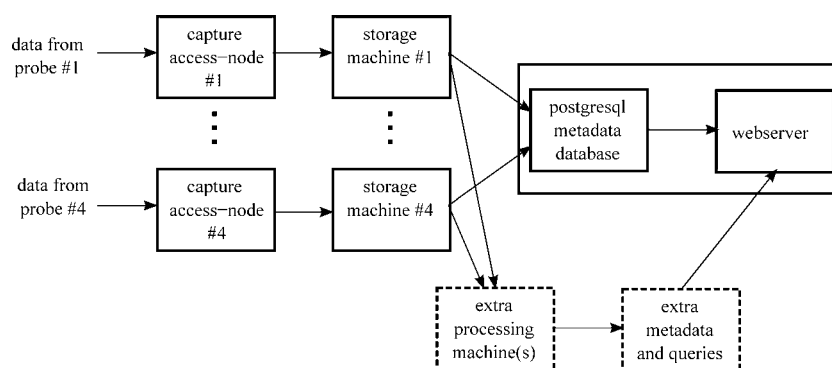 data from
probe #1
capture
access−node
#1
storage
machine #1
postgresql
metadata
database
webserver
data from
probe #4
capture
access−node
#4
storage
machine #4
extra
processing
machine(s)
extra
metadata
and queries